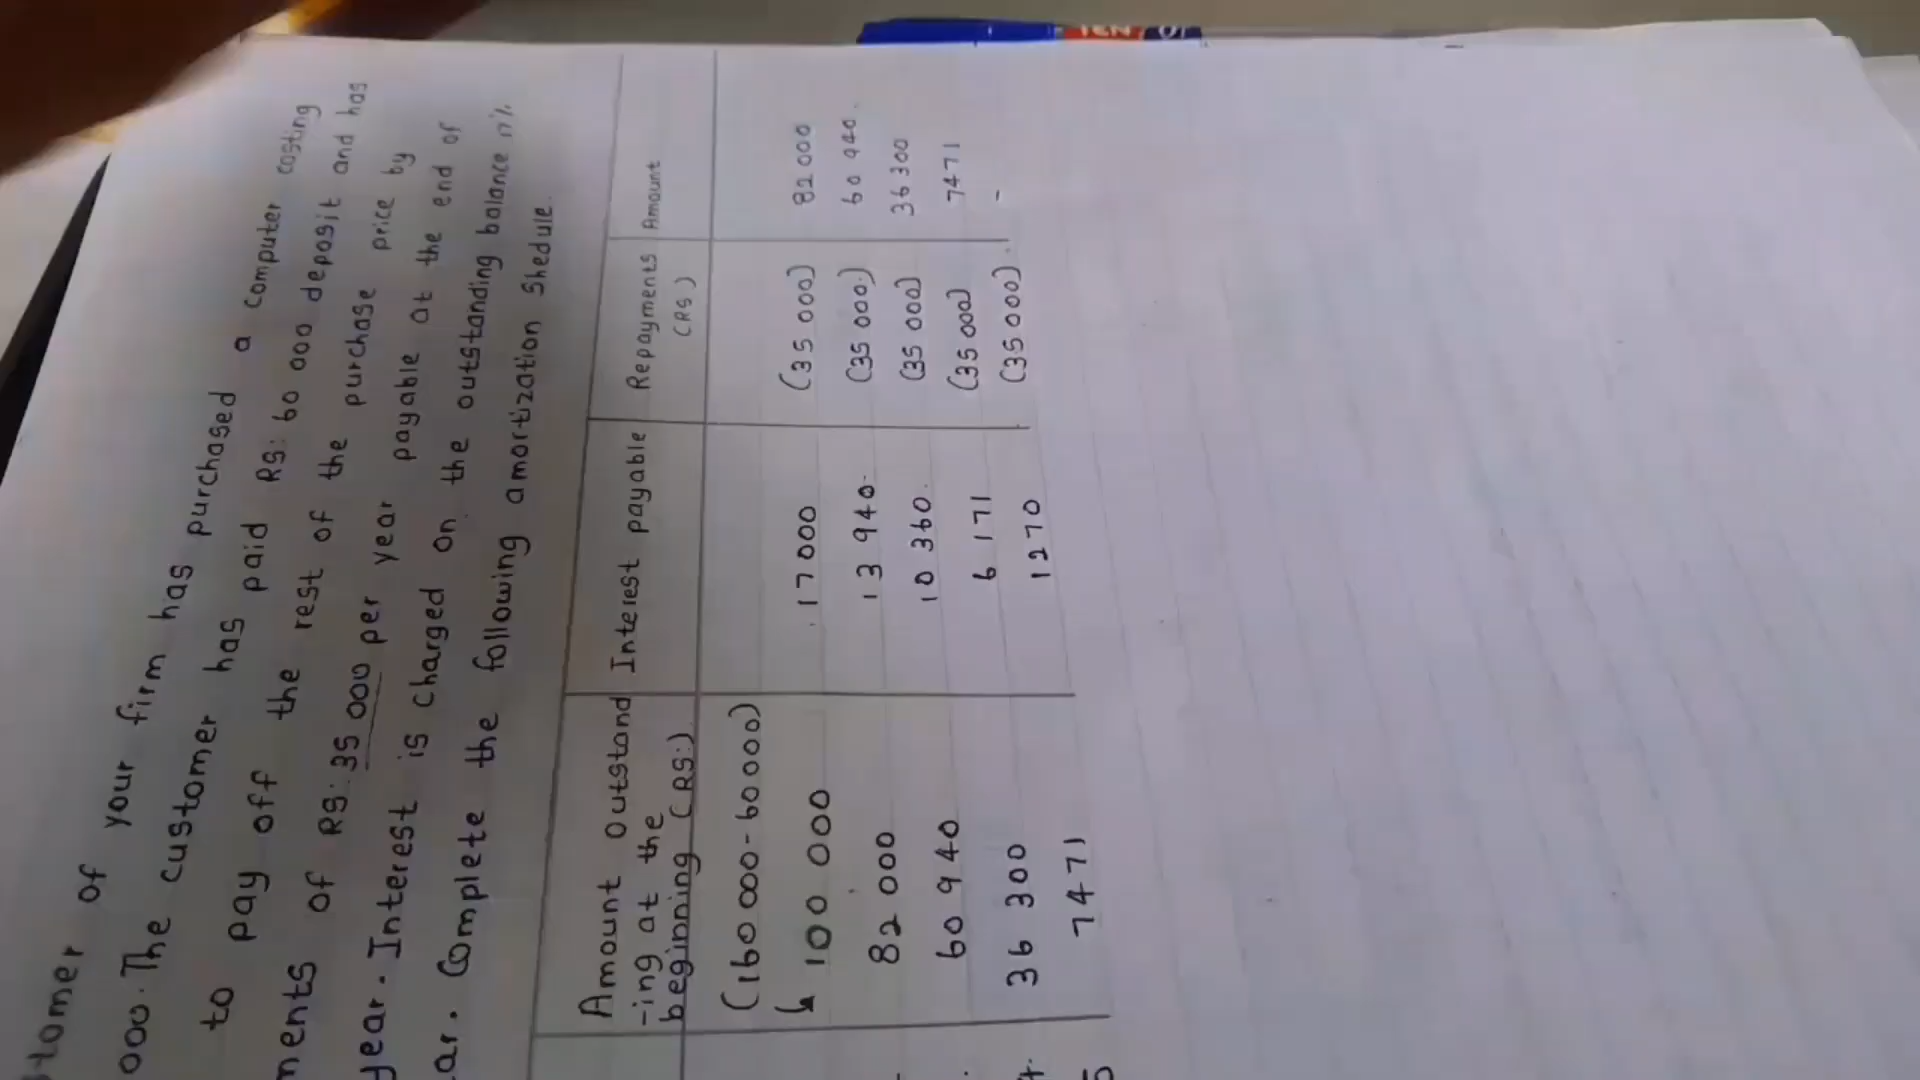 stomer of your firm has purchased a computer costing
000. The customer has paid RS: 60 000 deposit and has
to pay off the rest of the purchase price by
ments of RS: 35 000 per year payable at the end of
year. Interest is charged on the outstanding balance 17%
ar. Complete the following amortization Shedule.
Amount Outstand
-ing at the
beginning (RS:)
Interest payable
Repayments
(RS)
Amount
(160 000-60000)
100 000 17000 (35 000) 82 000
82 000 13 940. (35 000.) 60 940.
60 940 10 360. (35 000) 36 300
36 300 6 171 (35 000) 7471
7471 1270 (35 000). -
4.
5